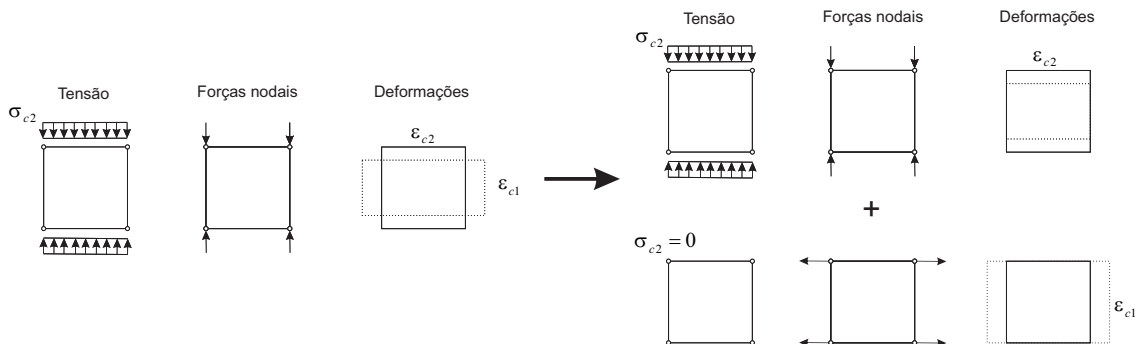 Tensão Forças nodais Deformações
σc2
εc2
εc1
Tensão Forças nodais Deformações
σc2
εc2
+
σc2 = 0
εc1